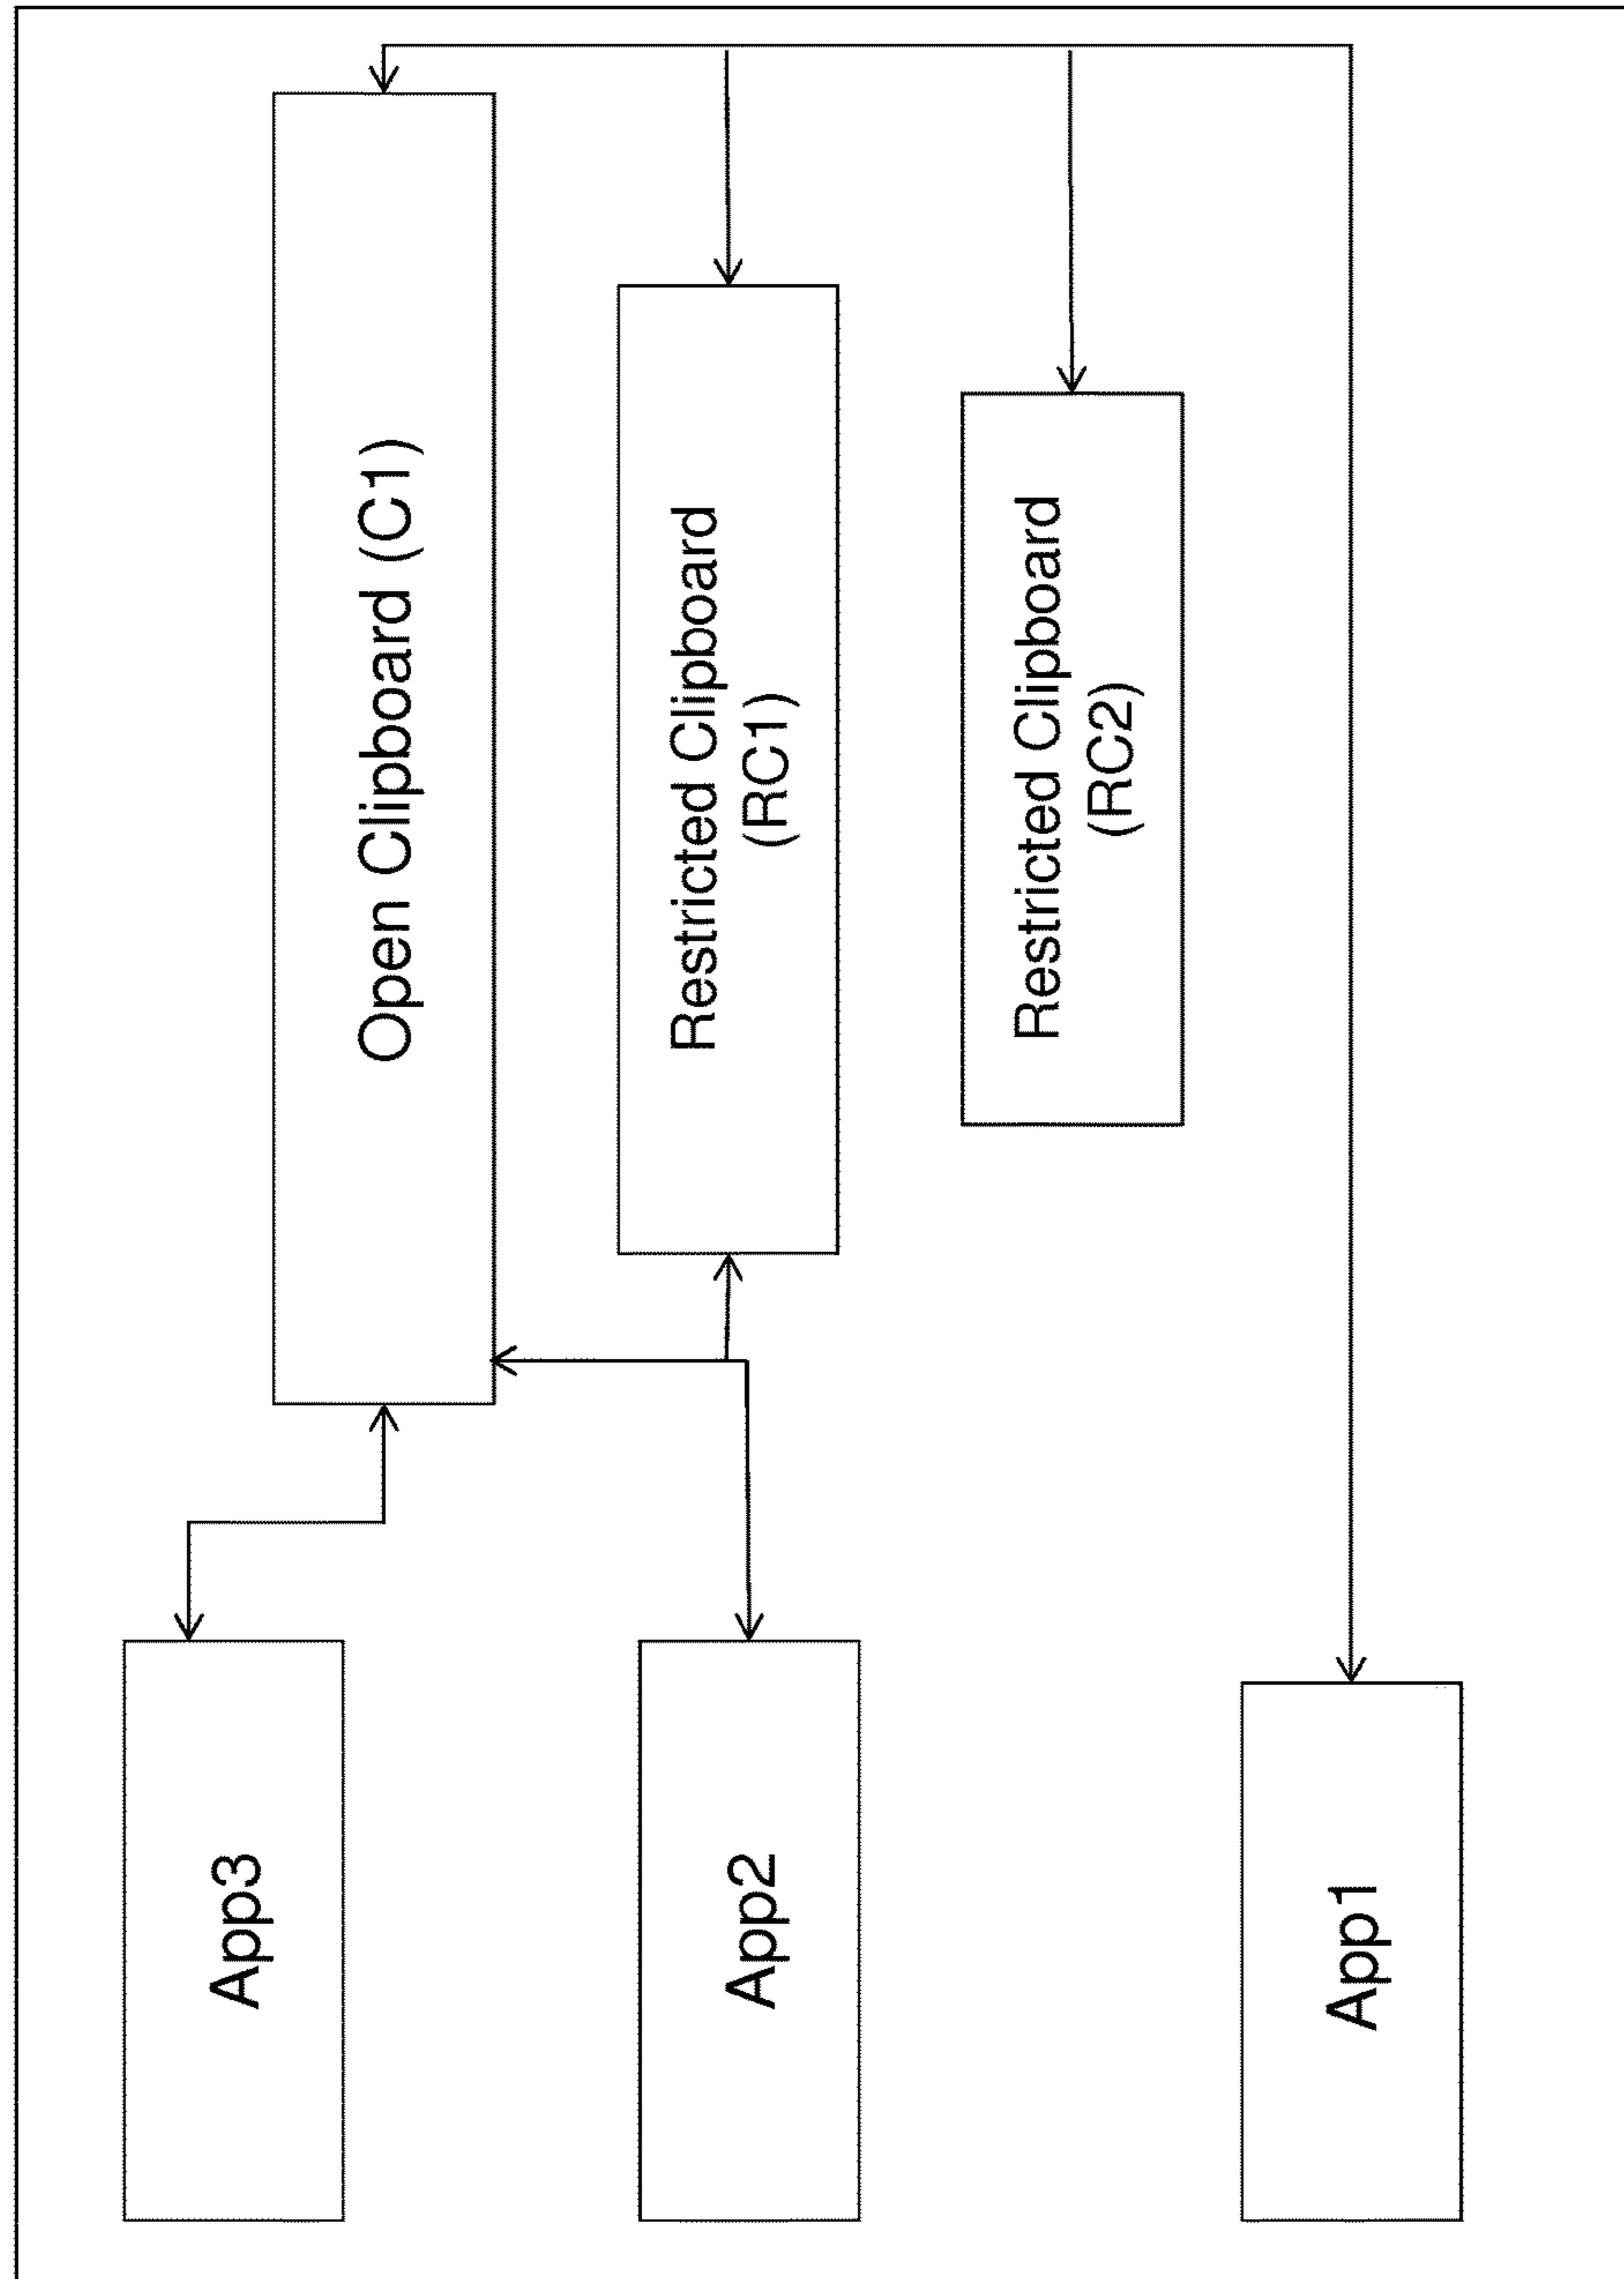 App3
Open Clipboard (C1)
App2
Restricted Clipboard
(RC1)
Restricted Clipboard
(RC2)
App1